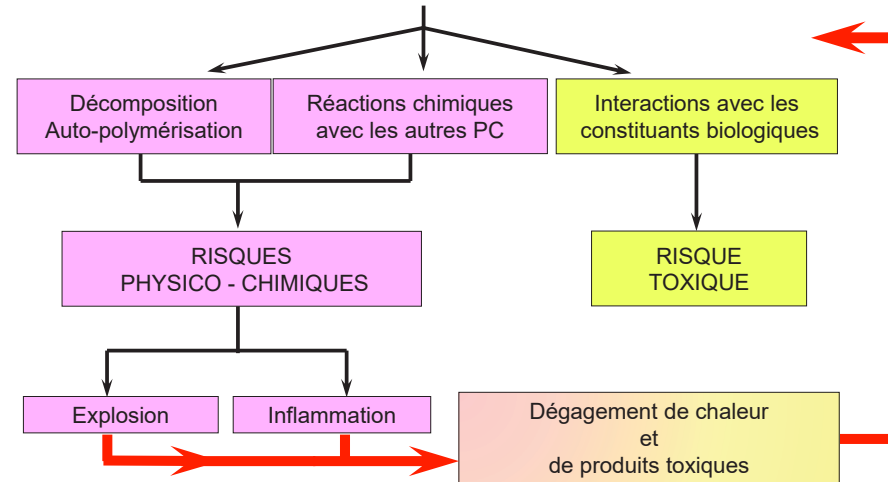 Décomposition
Auto-polymérisation
Réactions chimiques
avec les autres PC
Interactions avec les
constituants biologiques
RISQUES
PHYSICO - CHIMIQUES
RISQUE
TOXIQUE
Explosion
Inflammation
Dégagement de chaleur
et
de produits toxiques